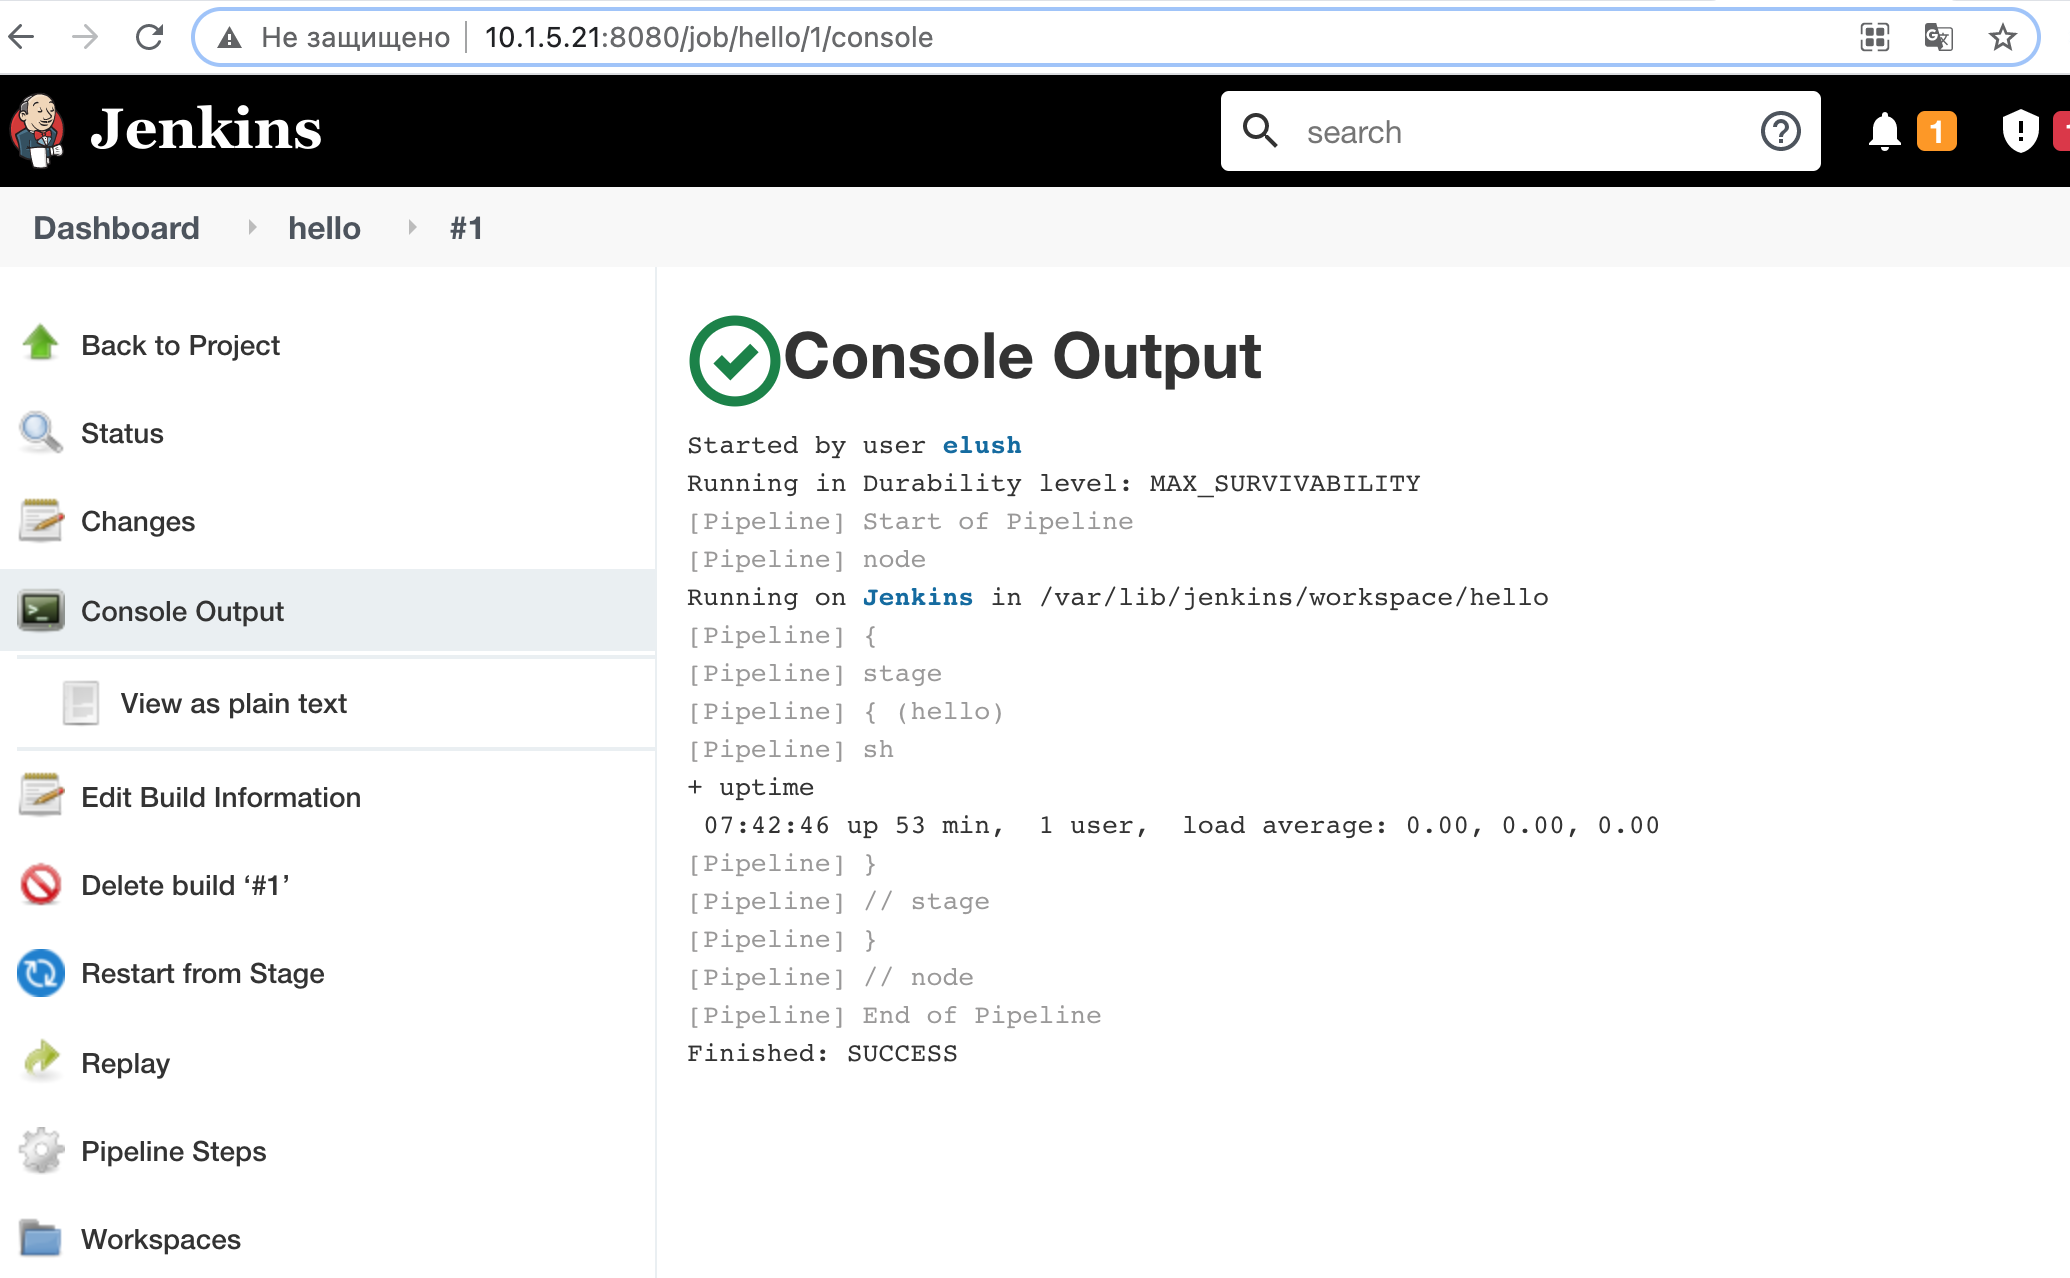 Не защищено 10.1.5.21:8080/job/hello/1/console
Jenkins
search
1
Dashboard hello #1
Back to Project
Status
Changes
Console Output
View as plain text
Edit Build Information
Delete build ‘#1’
Restart from Stage
Replay
Pipeline Steps
Workspaces
Console Output
Started by user elush
Running in Durability level: MAX_SURVIVABILITY
[Pipeline] Start of Pipeline
[Pipeline] node
Running on Jenkins in /var/lib/jenkins/workspace/hello
[Pipeline] {
[Pipeline] stage
[Pipeline] { (hello)
[Pipeline] sh
+ uptime
07:42:46 up 53 min,  1 user,  load average: 0.00, 0.00, 0.00
[Pipeline] }
[Pipeline] // stage
[Pipeline] }
[Pipeline] // node
[Pipeline] End of Pipeline
Finished: SUCCESS